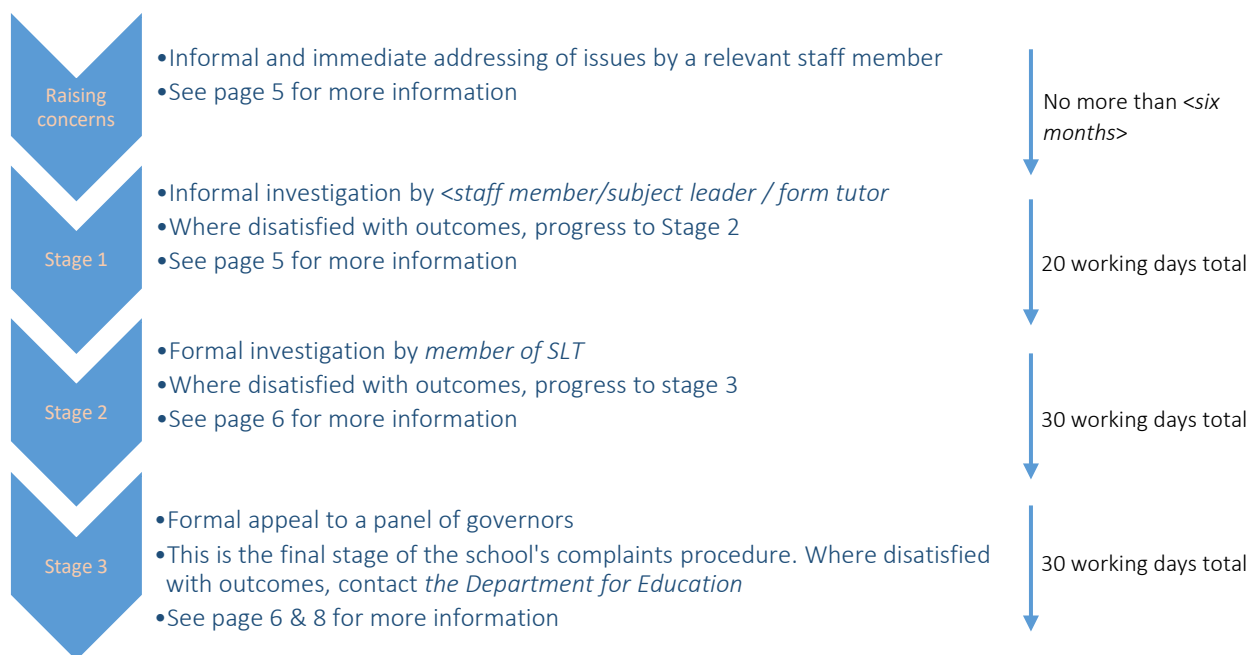 Raising
concerns
•Informal and immediate addressing of issues by a relevant staff member
•See page 5 for more information
No more than <six
months>
Stage 1
•Informal investigation by <staff member/subject leader / form tutor
•Where disatisfied with outcomes, progress to Stage 2
•See page 5 for more information
20 working days total
Stage 2
•Formal investigation by member of SLT
•Where disatisfied with outcomes, progress to stage 3
•See page 6 for more information
30 working days total
Stage 3
•Formal appeal to a panel of governors
•This is the final stage of the school's complaints procedure. Where disatisfied
with outcomes, contact the Department for Education
•See page 6 & 8 for more information
30 working days total